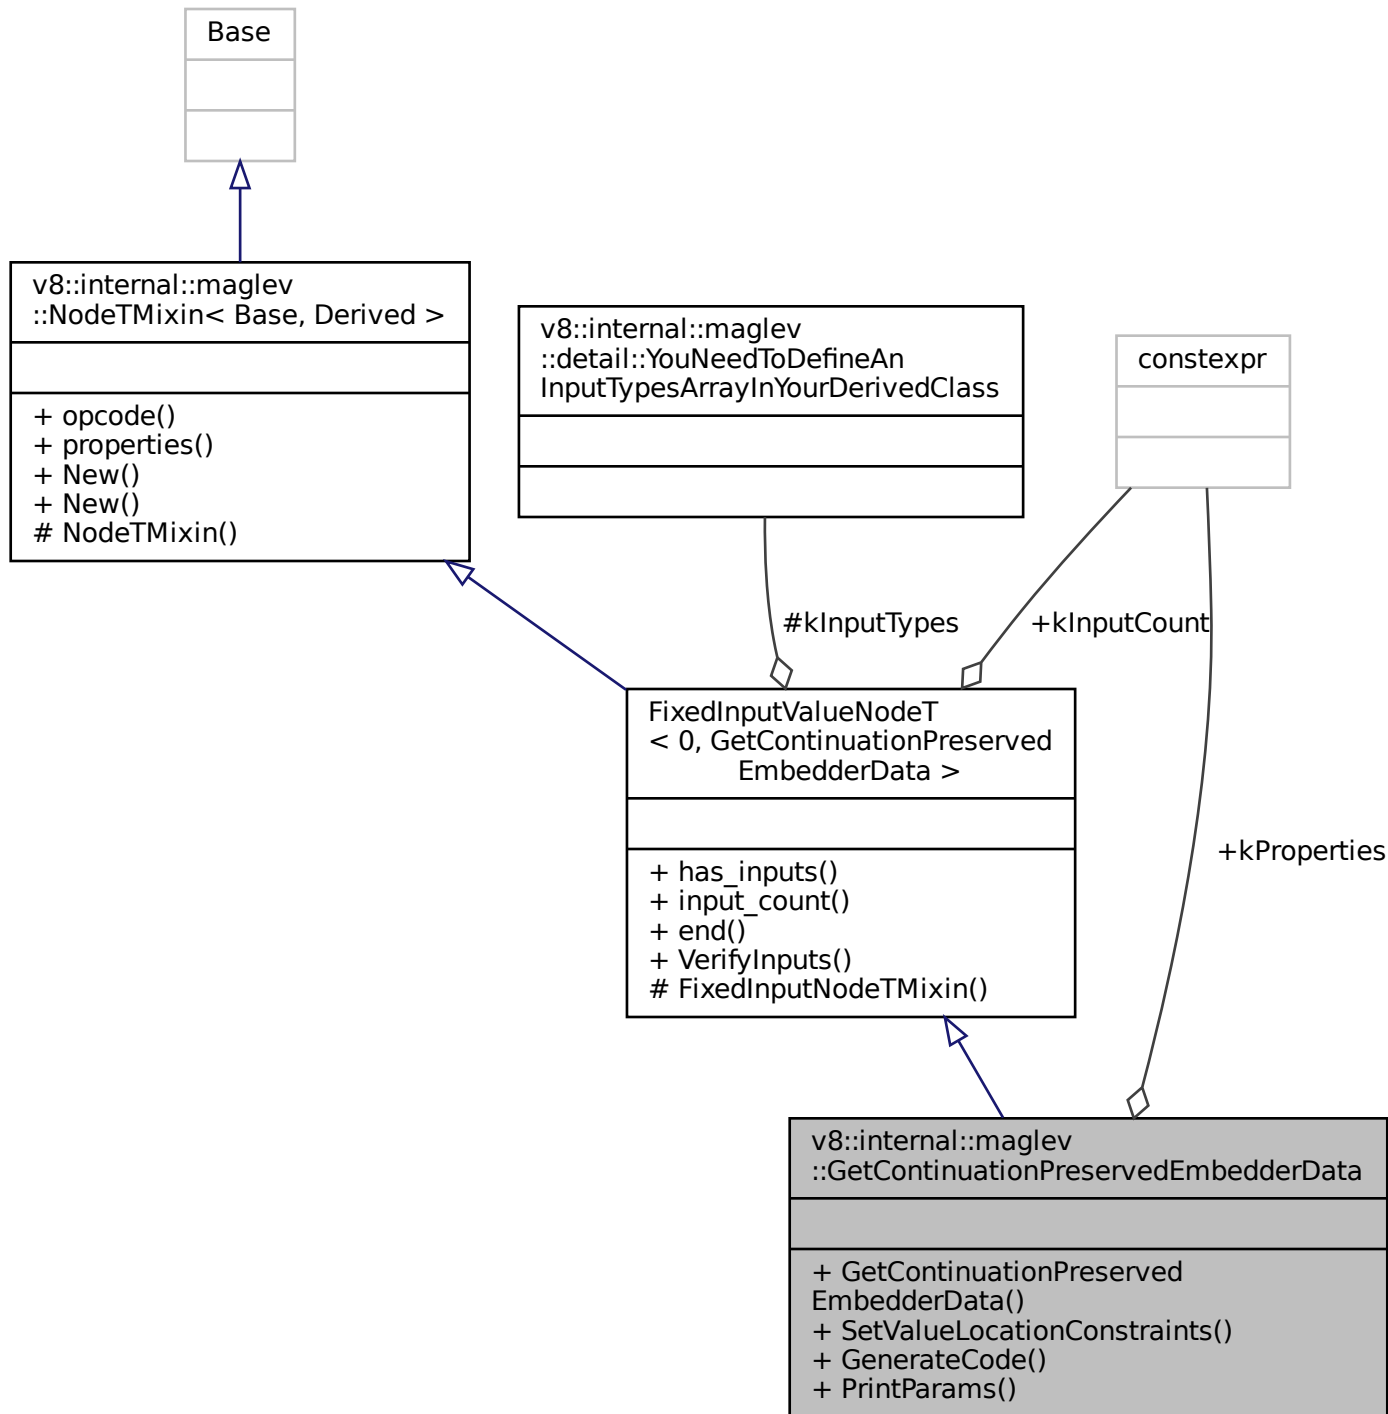 Base
v8::internal::maglev
::NodeTMixin< Base, Derived >
+ opcode()
+ properties()
+ New()
+ New()
# NodeTMixin()
v8::internal::maglev
::detail::YouNeedToDefineAn
InputTypesArrayInYourDerivedClass
constexpr
#kInputTypes
+kInputCount
FixedInputValueNodeT
< 0, GetContinuationPreserved
EmbedderData >
+ has_inputs()
+ input_count()
+ end()
+ VerifyInputs()
# FixedInputNodeTMixin()
+kProperties
v8::internal::maglev
::GetContinuationPreservedEmbedderData
+ GetContinuationPreserved
EmbedderData()
+ SetValueLocationConstraints()
+ GenerateCode()
+ PrintParams()